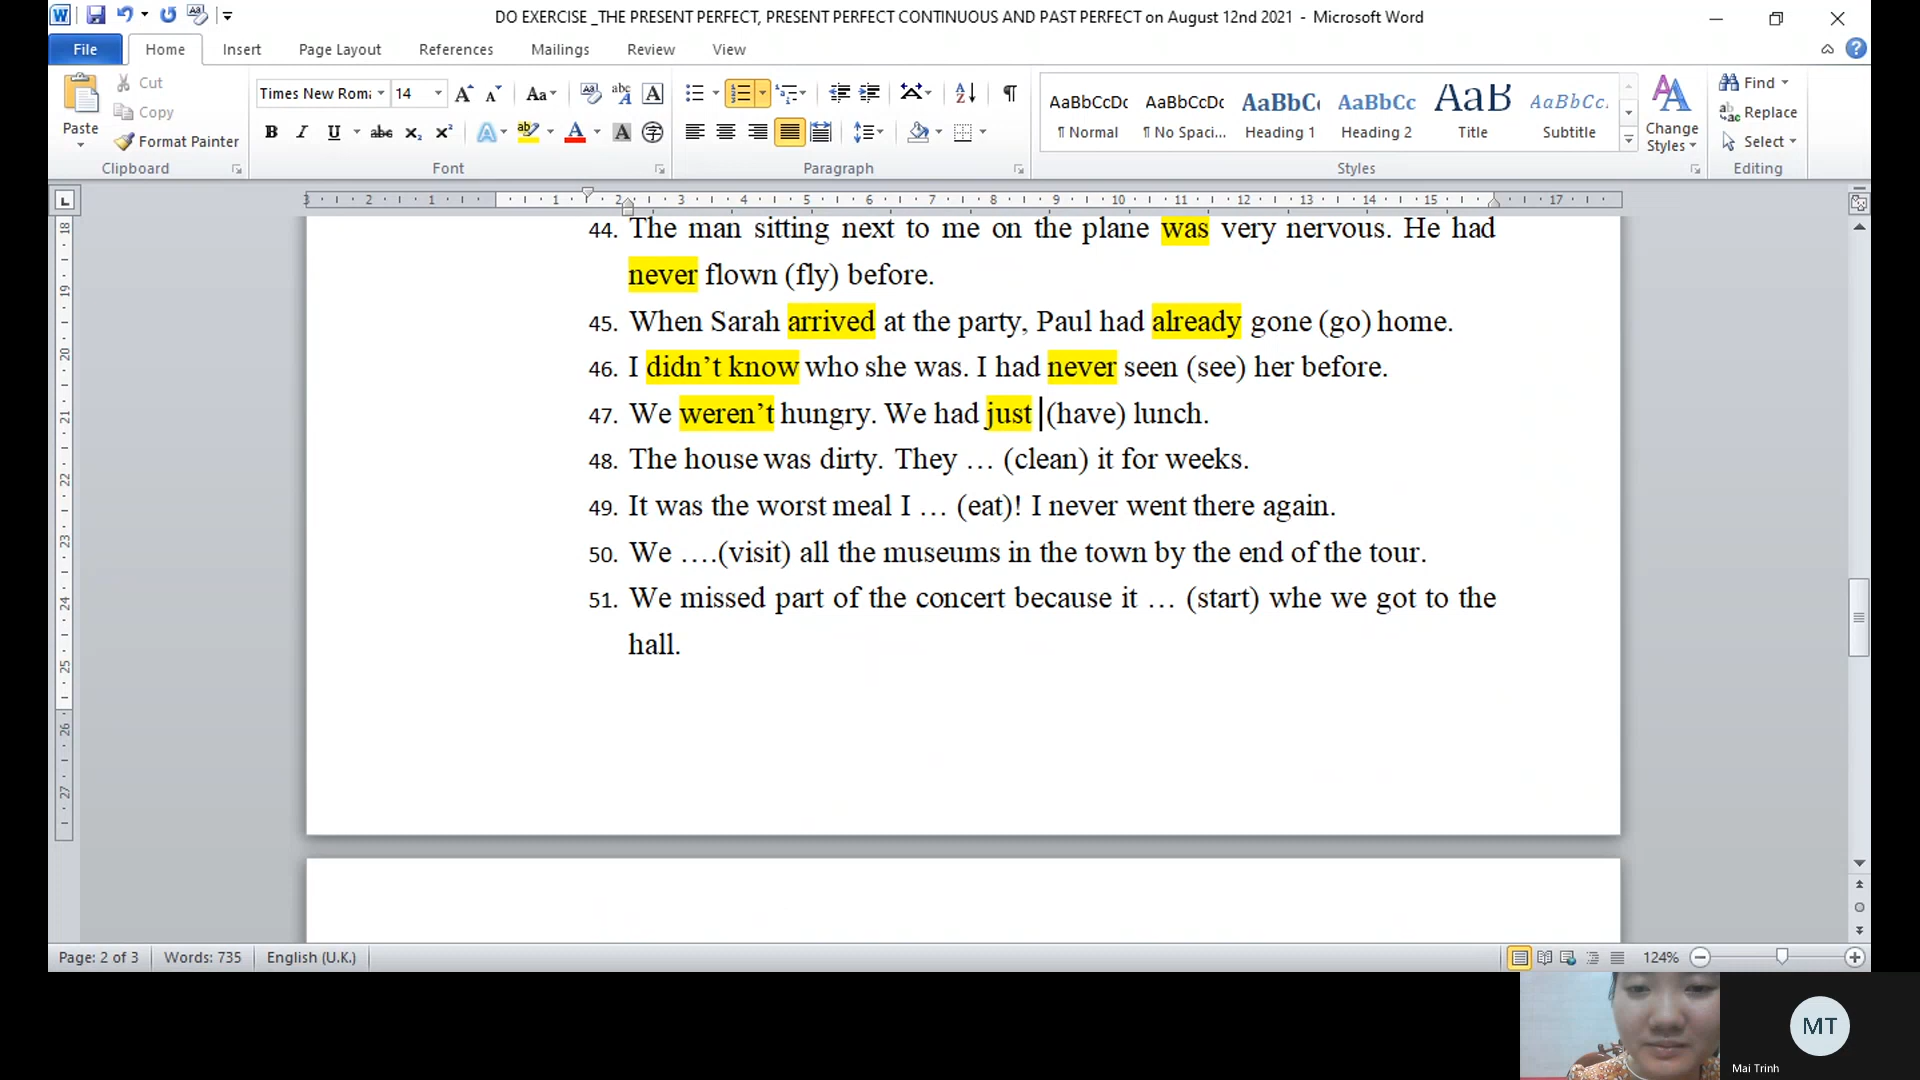 DO EXERCISE _THE PRESENT PERFECT, PRESENT PERFECT CONTINUOUS AND PAST PERFECT on August 12nd 2021 - Microsoft Word
File Home Insert Page Layout References Mailings Review View
Paste Cut Copy Format Painter
Times New Roma 14
AaBbCcDc AaBbCcDc AaBbC AaBbCc AaB AaBbCc.
¶ Normal ¶ No Spaci... Heading 1 Heading 2 Title Subtitle
Change Styles
Find
Replace
Select
Clipboard Font Paragraph Styles Editing
44. The man sitting next to me on the plane was very nervous. He had
never flown (fly) before.
45. When Sarah arrived at the party, Paul had already gone (go) home.
46. I didn’t know who she was. I had never seen (see) her before.
47. We weren’t hungry. We had just (have) lunch.
48. The house was dirty. They … (clean) it for weeks.
49. It was the worst meal I … (eat)! I never went there again.
50. We ….(visit) all the museums in the town by the end of the tour.
51. We missed part of the concert because it … (start) whe we got to the
hall.
Page: 2 of 3 Words: 735 English (U.K.) 124%
MT
Mai Trinh